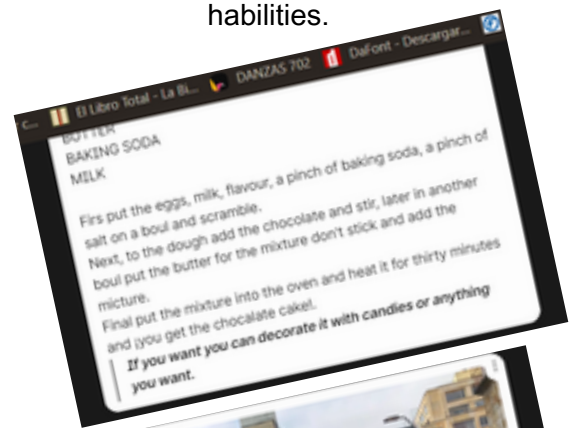 habilities.
c... El Libro Total - La Bi... DANZAS 702 DaFont - Descargar...
BUTTER
BAKING SODA
MILK
Firs put the eggs, milk, flavour, a pinch of baking soda, a pinch of
salt on a boul and scramble.
Next, to the dough add the chocolate and stir, later in another
boul put the butter for the mixture don't stick and add the
micture.
Final put the mixture into the oven and heat it for thirty minutes
and ¡you get the chocalate cake!.
If you want you can decorate it with candies or anything
you want.